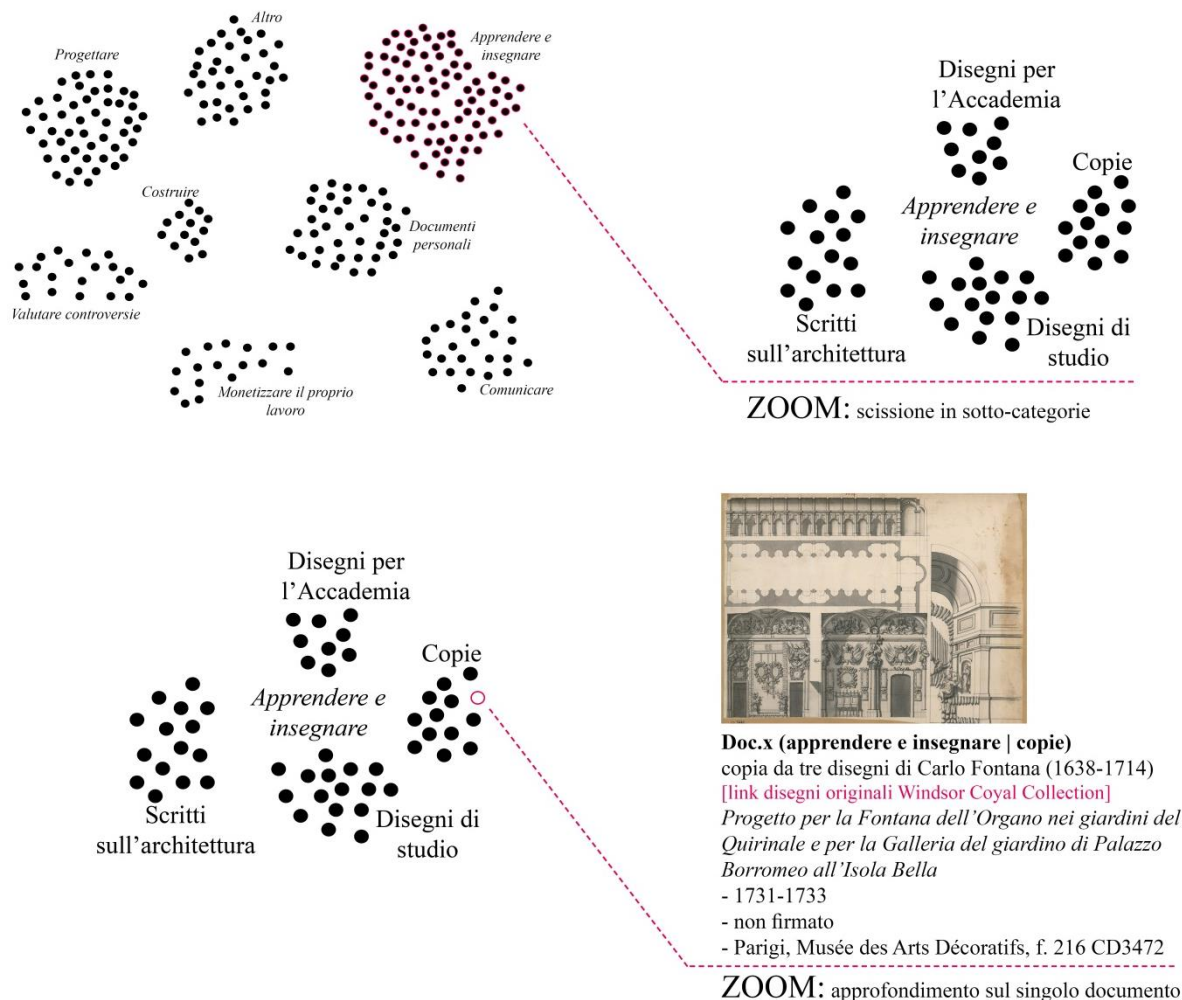 Altro
Progettare
Apprendere e
insegnare
Costruire
Documenti
personali
Valutare controversie
Monetizzare il proprio
lavoro
Comunicare
Disegni per
l'Accademia
Copie
Apprendere e
insegnare
Scritti
sull'architettura
Disegni di
studio
ZOOM: scissione in sotto-categorie
Disegni per
l'Accademia
Copie
Apprendere e
insegnare
Scritti
sull'architettura
Disegni di
studio
Doc.x (apprendere e insegnare | copie)
copia da tre disegni di Carlo Fontana (1638-1714)
[link disegni originali Windsor Coyal Collection]
Progetto per la Fontana dell'Organo nei giardini del
Quirinale e per la Galleria del giardino di Palazzo
Borromeo all'Isola Bella
- 1731-1733
- non firmato
- Parigi, Musée des Arts Décoratifs, f. 216 CD3472
ZOOM: approfondimento sul singolo documento